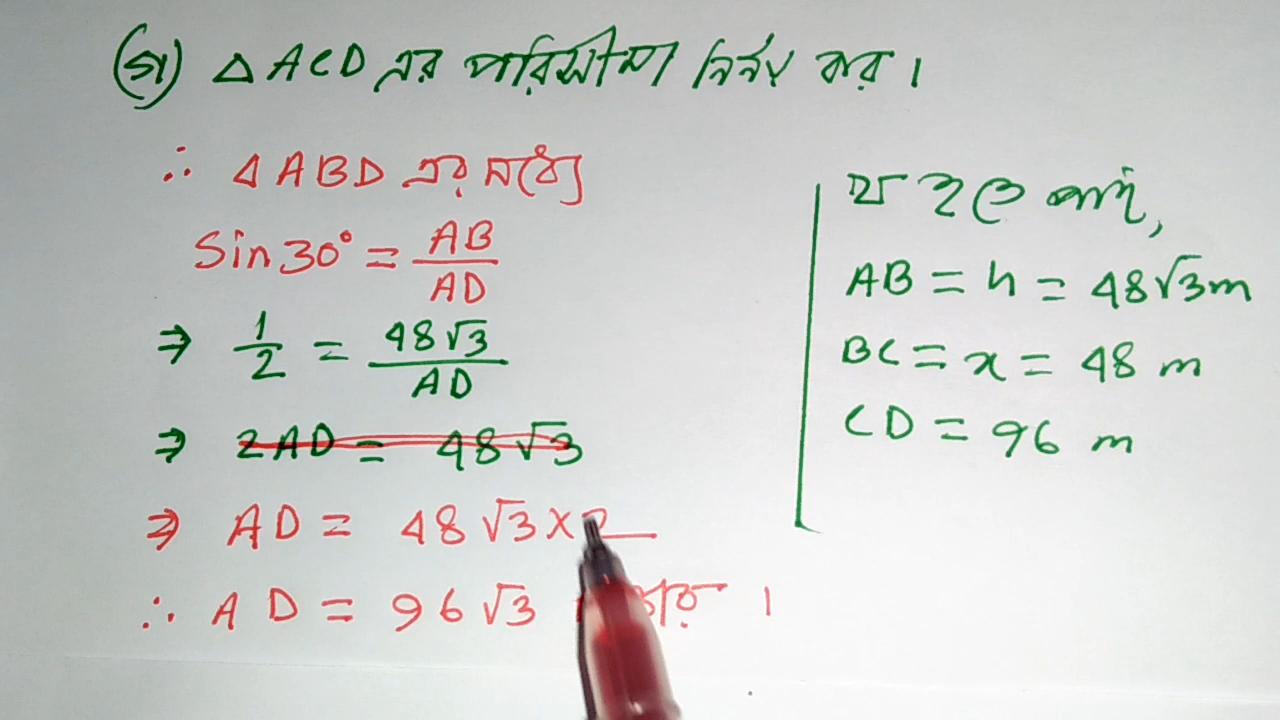 (গ) △ACD এর পরিসীমা নির্নয় কর।
∴ △ABD এর মধ্যে
Sin30° = AB/AD
⇒ 1/2 = 48√3/AD
⇒ 2AD = 48√3
⇒ AD = 48√3×2
∴ AD = 96√3
খ হতে পাই,
AB = h = 48√3m
BC = x = 48 m
CD = 96 m